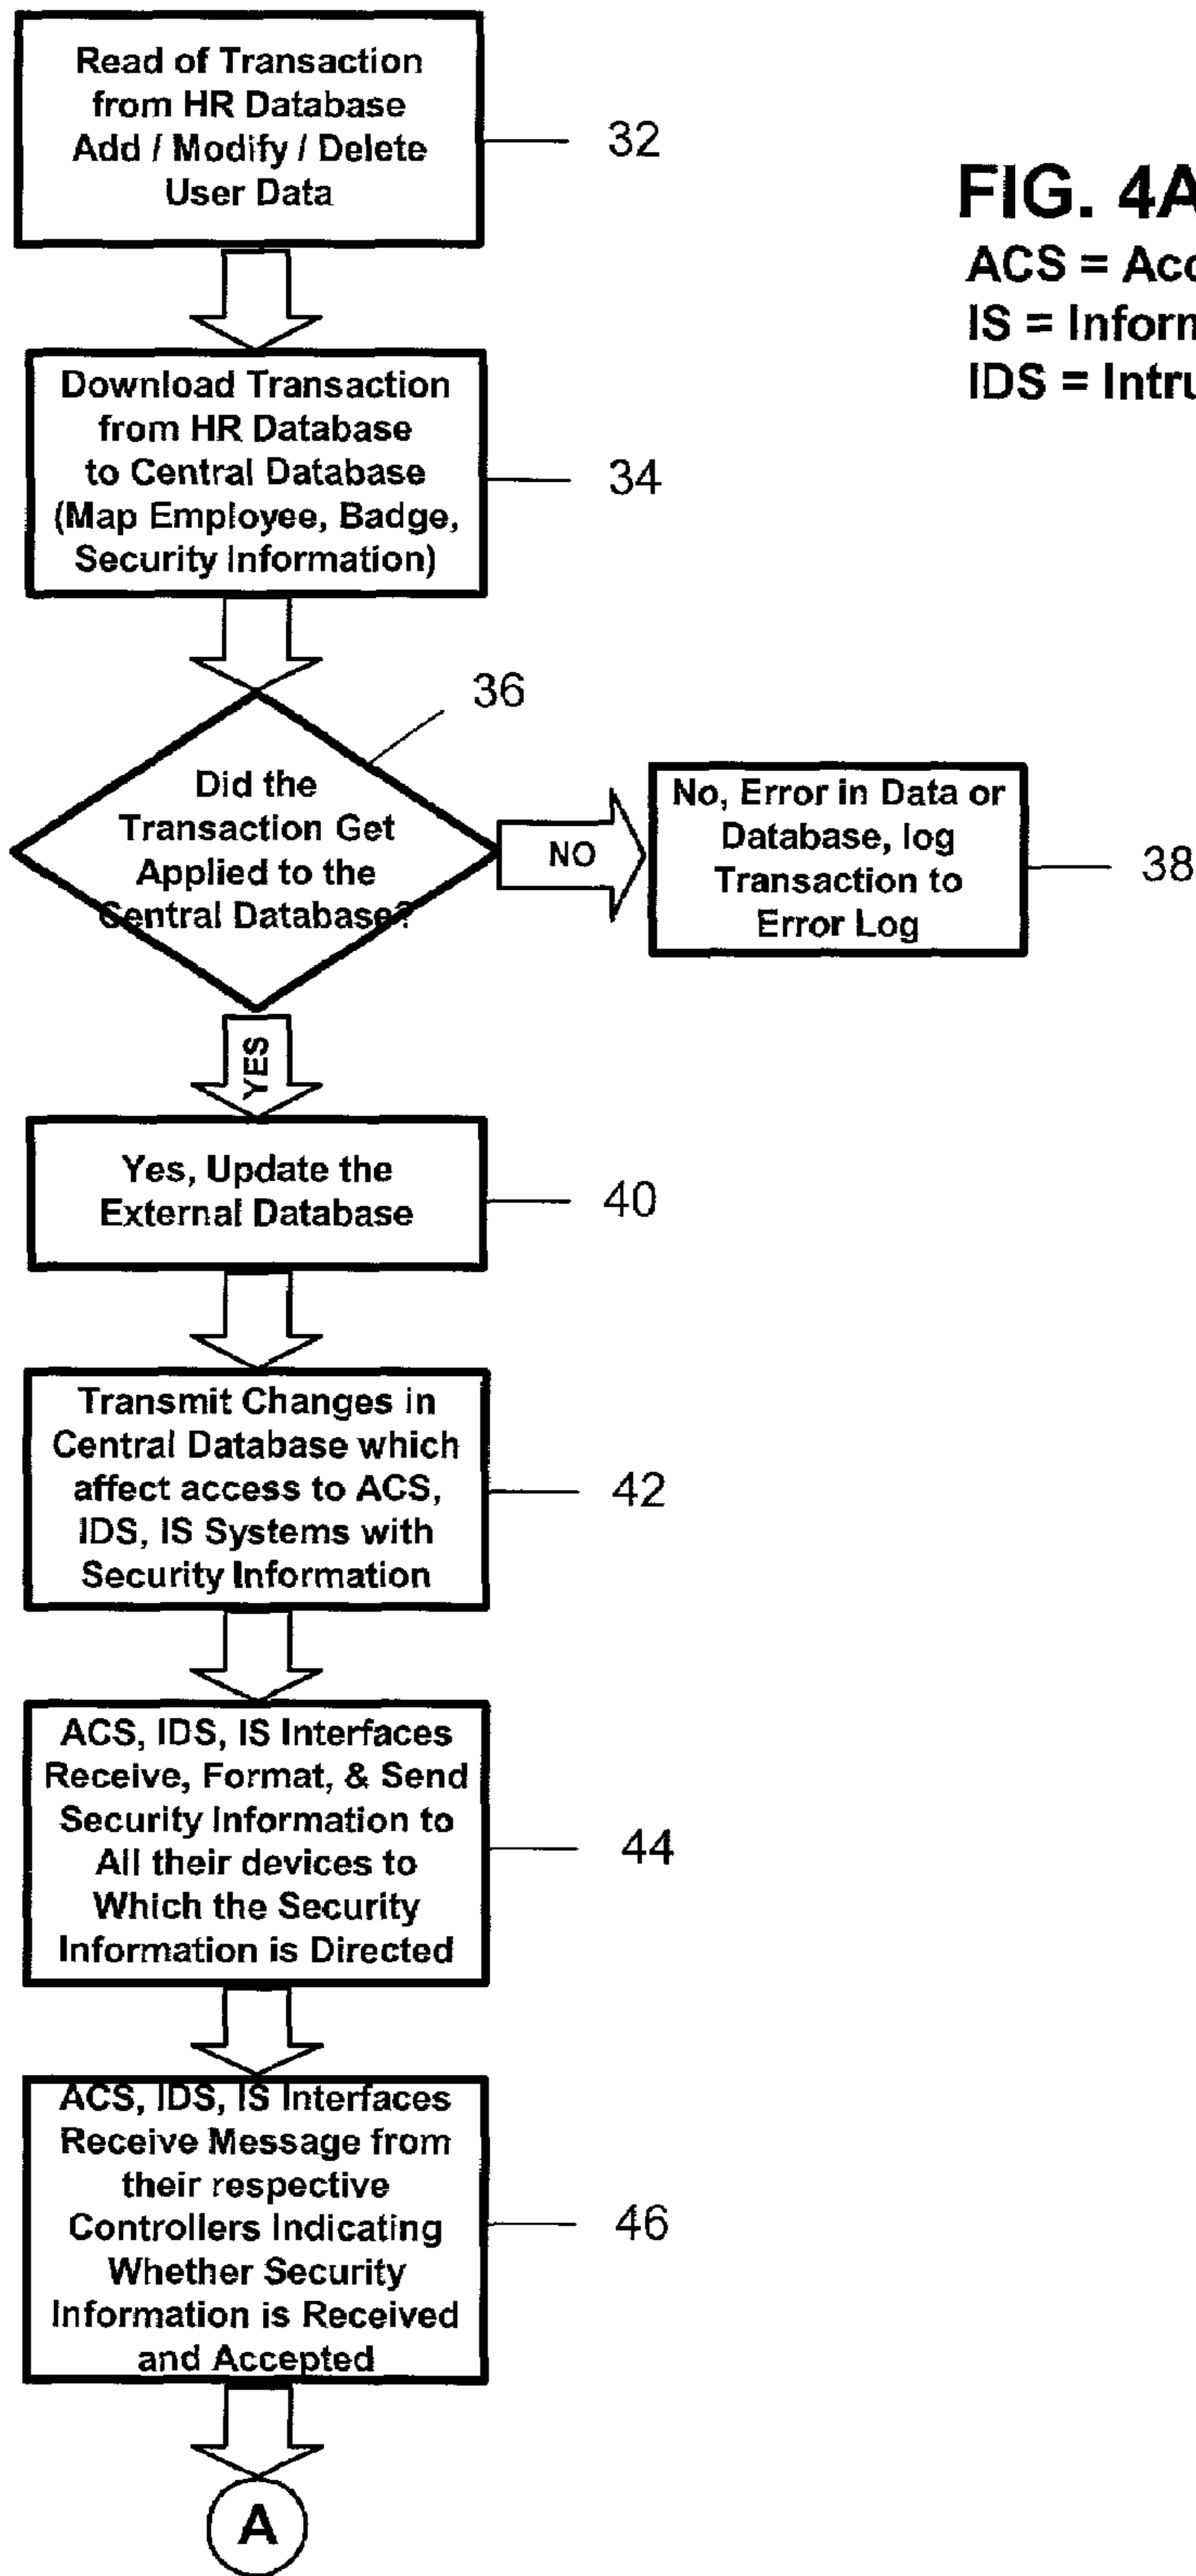 Read of Transaction
from HR Database
Add / Modify / Delete
User Data
32
FIG. 4A
ACS =
IS =
IDS =
Download Transaction
from HR Database
to Central Database
(Map Employee, Badge,
Security Information)
34
36
Did the
Transaction Get
Applied to the
Central Database?
NO
No, Error in Data or
Database, log
Transaction to
Error Log
38
YES
Yes, Update the
External Database
40
Transmit Changes in
Central Database which
affect access to ACS,
IDS, IS Systems with
Security Information
42
ACS, IDS, IS Interfaces
Receive, Format, & Send
Security Information to
All their devices to
Which the Security
Information is Directed
44
ACS, IDS, IS Interfaces
Receive Message from
their respective
Controllers Indicating
Whether Security
Information is Received
and Accepted
46
A